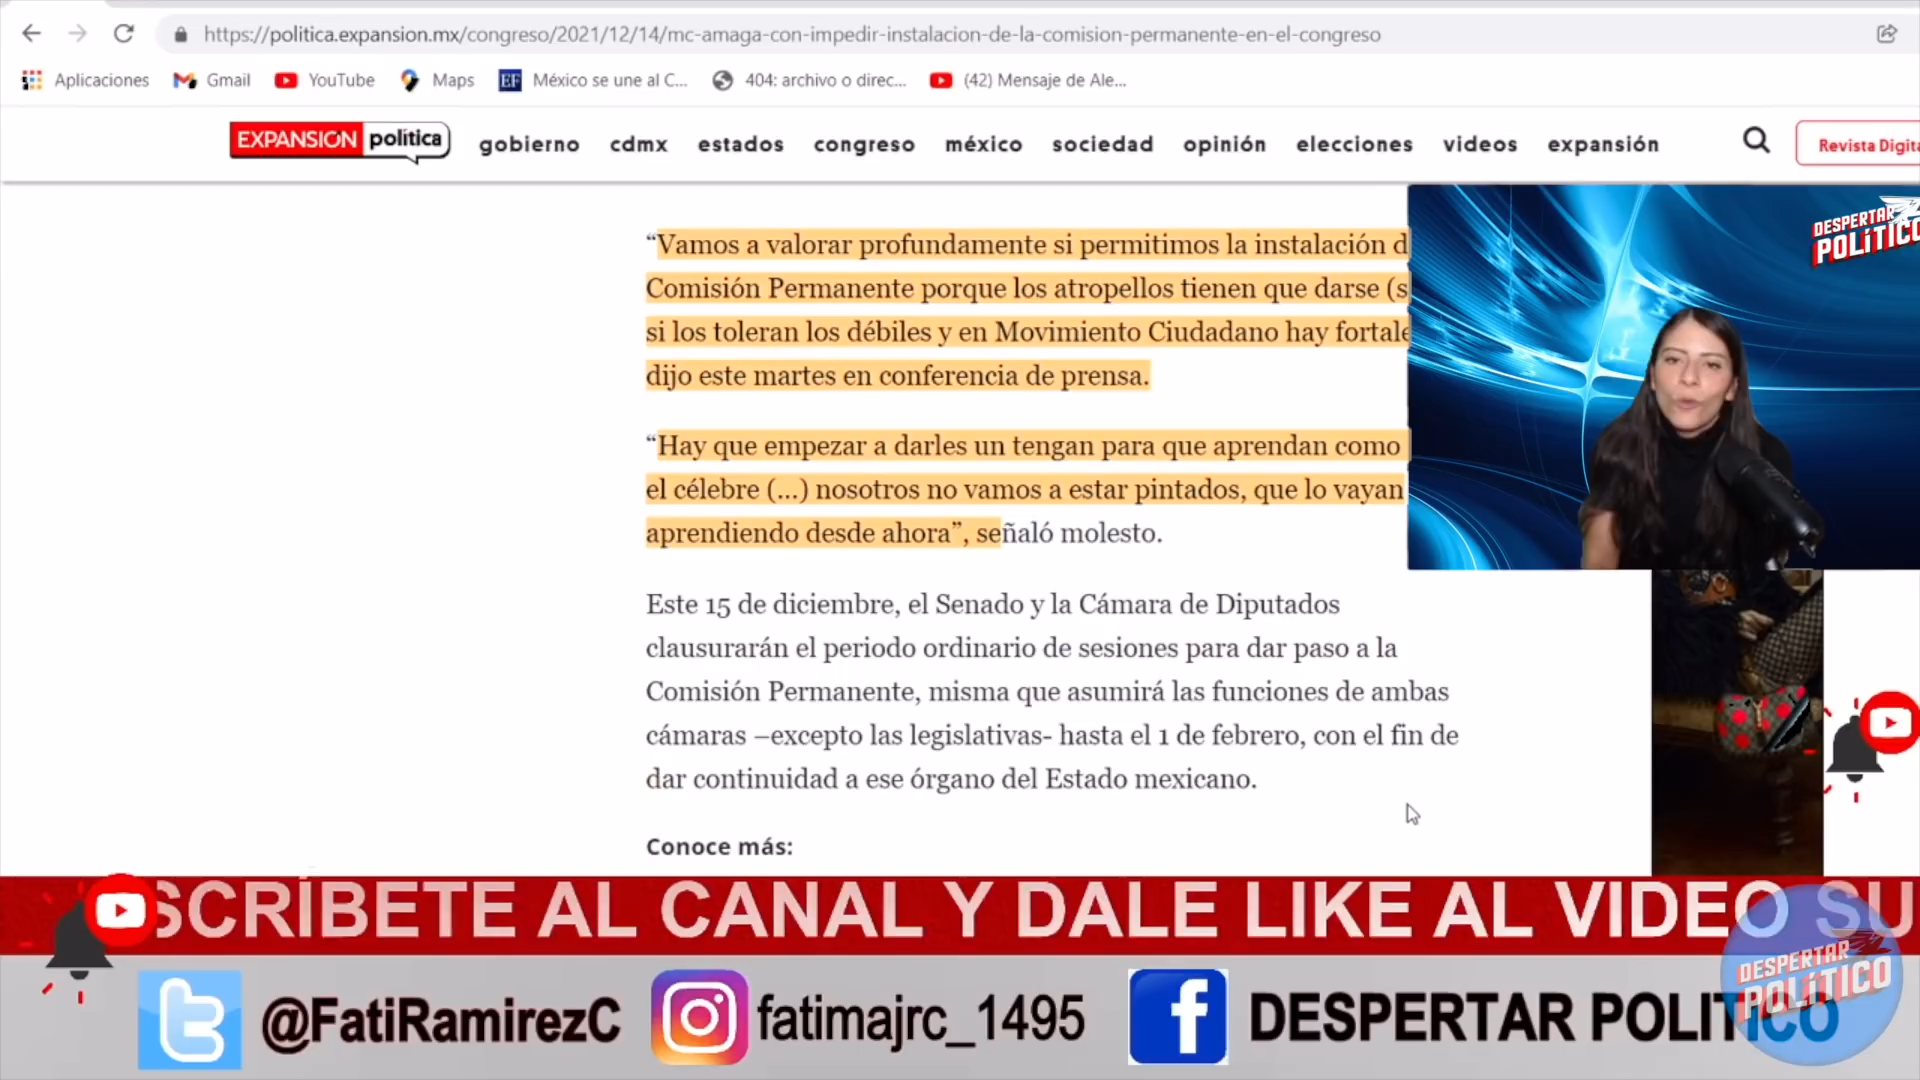 https://politica.expansion.mx/congreso/2021/12/14/mc-amaga-con-impedir-instalacion-de-la-comision-permanente-en-el-congreso
Aplicaciones Gmail YouTube Maps EF México se une al C... 404: archivo o direc... (42) Mensaje de Ale...
EXPANSIÓN política gobierno cdmx estados congreso méxico sociedad opinión elecciones videos expansión Revista Digita
DESPERTAR
POLÍTICO
“Vamos a valorar profundamente si permitimos la instalación d
Comisión Permanente porque los atropellos tienen que darse (s
si los toleran los débiles y en Movimiento Ciudadano hay fortale
dijo este martes en conferencia de prensa.
“Hay que empezar a darles un tengan para que aprendan como
el célebre (...) nosotros no vamos a estar pintados, que lo vayan
aprendiendo desde ahora”, señaló molesto.
Este 15 de diciembre, el Senado y la Cámara de Diputados
clausurarán el periodo ordinario de sesiones para dar paso a la
Comisión Permanente, misma que asumirá las funciones de ambas
cámaras –excepto las legislativas- hasta el 1 de febrero, con el fin de
dar continuidad a ese órgano del Estado mexicano.
Conoce más:
SCRÍBETE AL CANAL Y DALE LIKE AL VIDEO SU
DESPERTAR
POLÍTICO
@FatiRamirezC fatimajrc_1495 DESPERTAR POLITICO